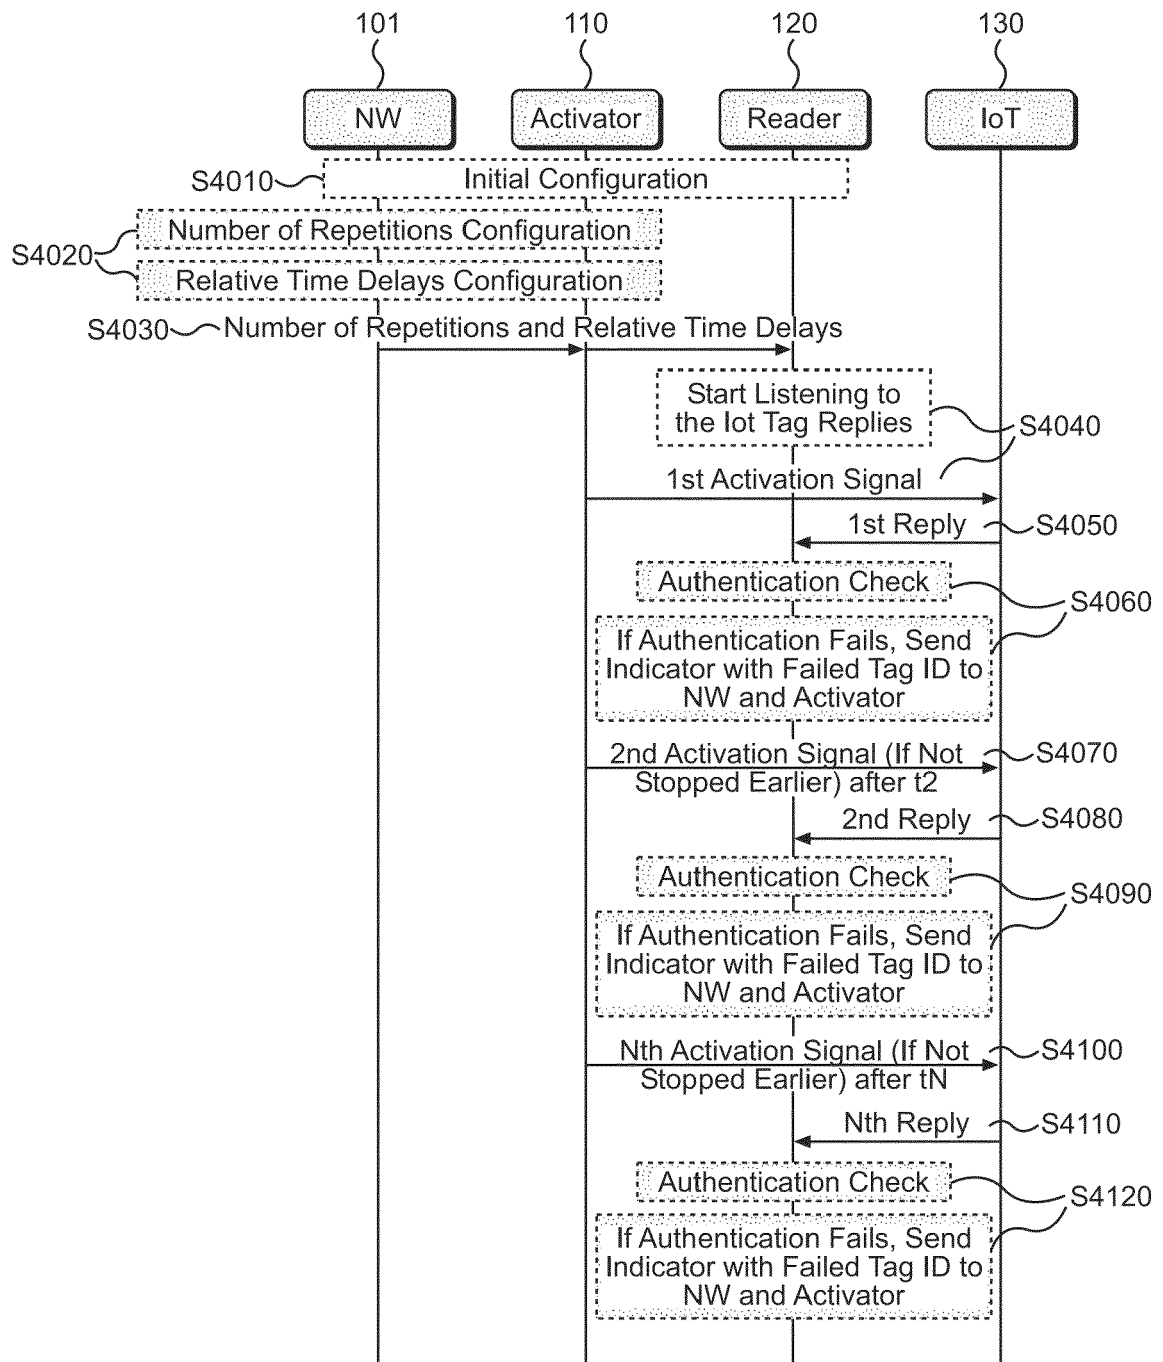 101
110
120
130
NW
Activator
Reader
IoT
S4010
Initial Configuration
Number of Repetitions Configuration
S4020
Relative Time Delays Configuration
S4030
Number of Repetitions and Relative Time Delays
Start Listening to
the Iot Tag Replies
S4040
1st Activation Signal
1st Reply
S4050
Authentication Check
S4060
If Authentication Fails, Send
Indicator with Failed Tag ID to
NW and Activator
2nd Activation Signal (If Not
Stopped Earlier) after t2
S4070
2nd Reply
S4080
Authentication Check
S4090
If Authentication Fails, Send
Indicator with Failed Tag ID to
NW and Activator
Nth Activation Signal (If Not
Stopped Earlier) after tN
S4100
Nth Reply
S4110
Authentication Check
S4120
If Authentication Fails, Send
Indicator with Failed Tag ID to
NW and Activator